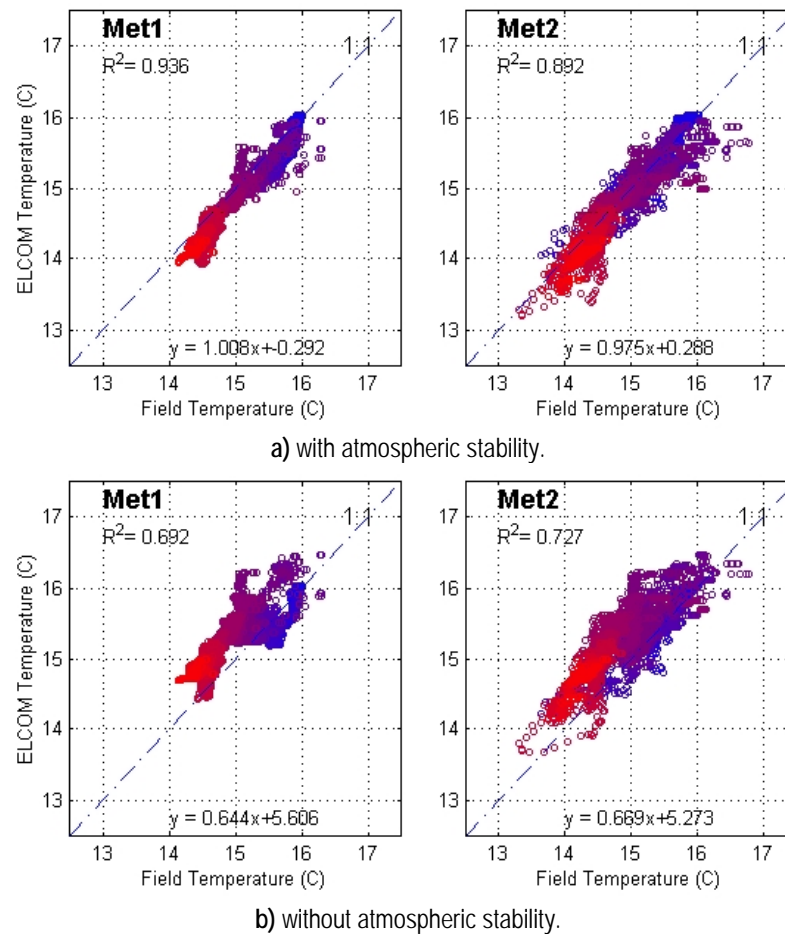 Met1
R2= 0.936
1:1
17
16
15
14
13
ELCOM Temperature (C)
y = 1.008x+-0.292
13 14 15 16 17
Field Temperature (C)
Met2
R2= 0.892
1:1
17
16
15
14
13
y = 0.975x+0.288
13 14 15 16 17
Field Temperature (C)
a) with atmospheric stability.
Met1
R2= 0.692
1:1
17
16
15
14
13
ELCOM Temperature (C)
y = 0.644x+5.606
13 14 15 16 17
Field Temperature (C)
Met2
R2= 0.727
1:1
17
16
15
14
13
y = 0.669x+5.273
13 14 15 16 17
Field Temperature (C)
b) without atmospheric stability.